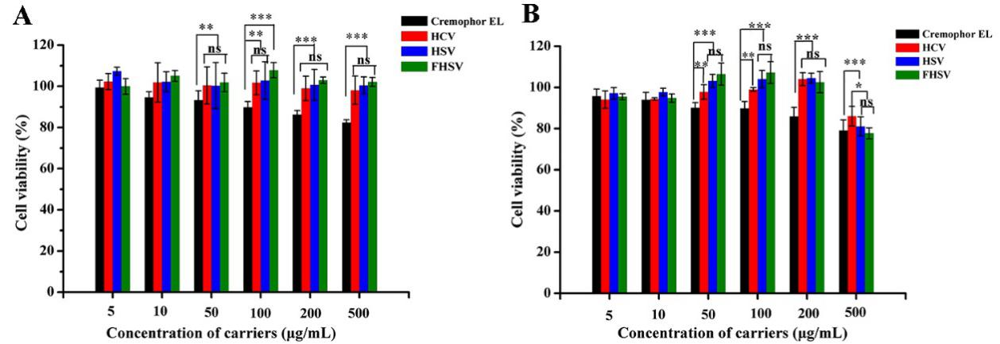 A
Cell viability (%)
120
100
80
60
40
20
0
** *** ** *** ***
ns ns ns ns
5 10 50 100 200 500
Concentration of carriers (µg/mL)
Cremophor EL
HCV
HSV
FHSV
B
Cell viability (%)
120
100
80
60
40
20
0
*** *** *** ***
ns ** ns ** ns * ns
5 10 50 100 200 500
Concentration of carriers (µg/mL)
Cremophor EL
HCV
HSV
FHSV